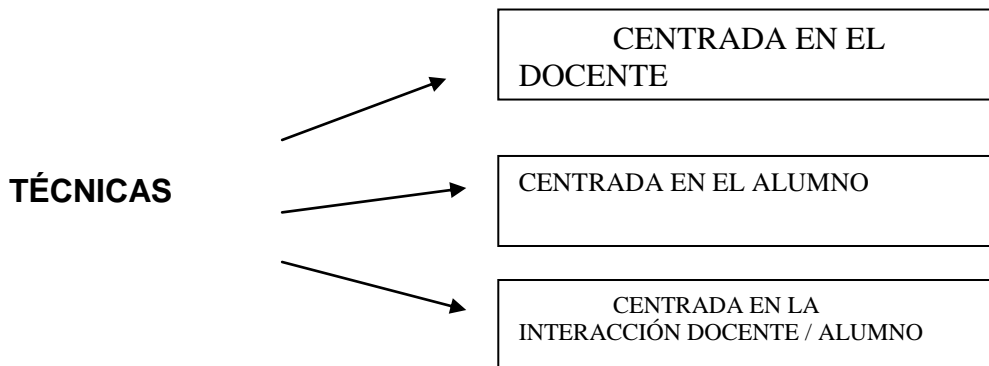 CENTRADA EN EL
DOCENTE
TÉCNICAS
CENTRADA EN EL ALUMNO
CENTRADA EN LA
INTERACCIÓN DOCENTE / ALUMNO